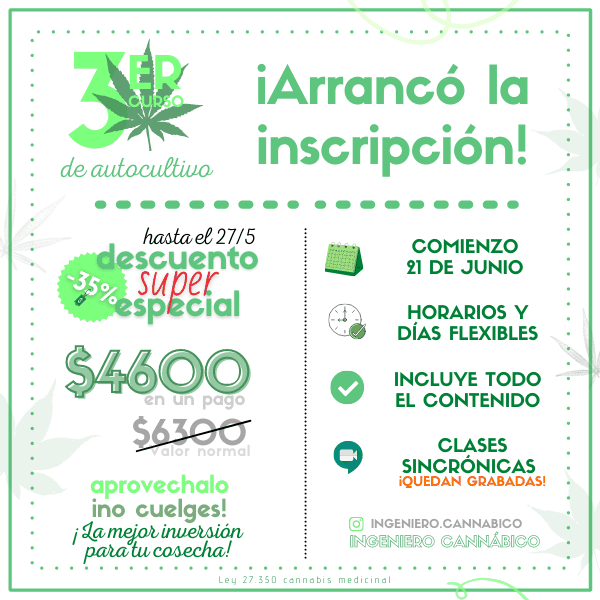 3ER
CURSO
de autocultivo
¡Arrancó la
inscripción!
hasta el 27/5
-35%
descuento
super
especial
$4600
en un pago
$6300
valor normal
aprovechalo
¡no cuelges!
¡La mejor inversión
para tu cosecha!
COMIENZO
21 DE JUNIO
HORARIOS Y
DÍAS FLEXIBLES
INCLUYE TODO
EL CONTENIDO
CLASES
SINCRÓNICAS
¡QUEDAN GRABADAS!
INGENIERO.CANNABICO
INGENIERO CANNÁBICO
Ley 27.350 cannabis medicinal